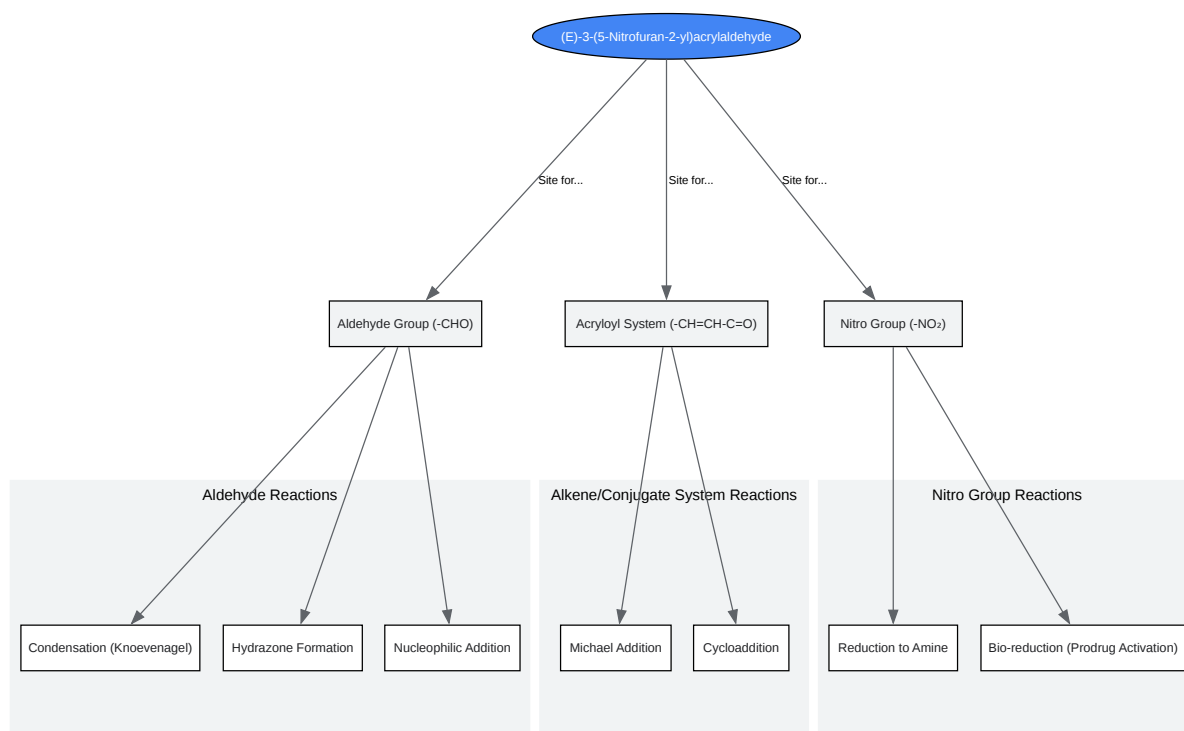 (E)-3-(5-Nitrofuran-2-yl)acrylaldehyde
Site for...
Site for...
Site for...
Aldehyde Group (-CHO)
Acryloyl System (-CH=CH-C=O)
Nitro Group (-NO₂)
Aldehyde Reactions
Alkene/Conjugate System Reactions
Nitro Group Reactions
Condensation (Knoevenagel)
Hydrazone Formation
Nucleophilic Addition
Michael Addition
Cycloaddition
Reduction to Amine
Bio-reduction (Prodrug Activation)